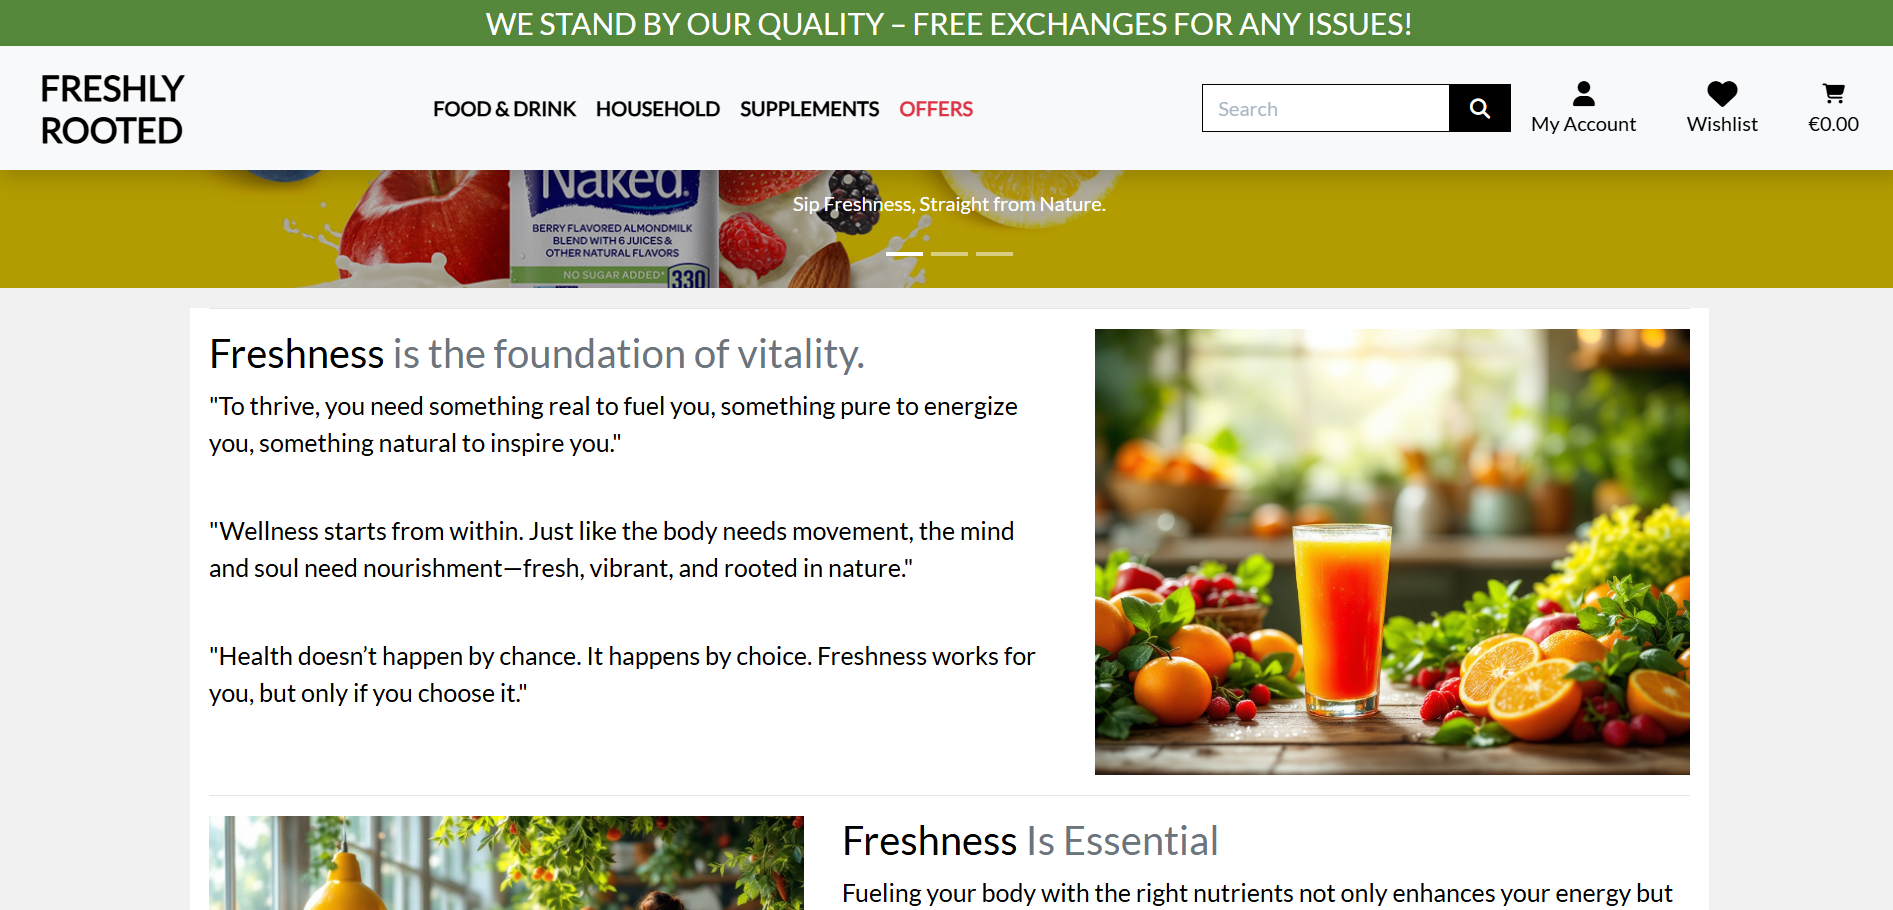 WE STAND BY OUR QUALITY – FREE EXCHANGES FOR ANY ISSUES!
FRESHLY
ROOTED
FOOD & DRINK HOUSEHOLD SUPPLEMENTS OFFERS
Search
My Account Wishlist €0.00
Naked.
BERRY FLAVORED ALMONDMILK
BLEND WITH 6 JUICES &
OTHER NATURAL FLAVORS
NO SUGAR ADDED*
330
Sip Freshness, Straight from Nature.
Freshness is the foundation of vitality.
"To thrive, you need something real to fuel you, something pure to energize
you, something natural to inspire you."
"Wellness starts from within. Just like the body needs movement, the mind
and soul need nourishment—fresh, vibrant, and rooted in nature."
"Health doesn’t happen by chance. It happens by choice. Freshness works for
you, but only if you choose it."
Freshness Is Essential
Fueling your body with the right nutrients not only enhances your energy but